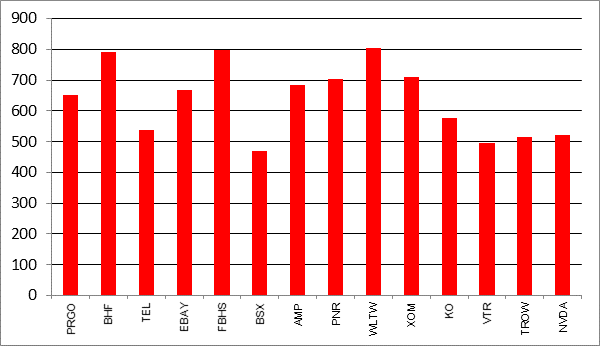 900
800
700
600
500
400
300
200
100
0
PRGO
BHF
TEL
EBAY
FBHS
BSX
AMP
PNR
WLTW
XOM
KO
VTR
TROW
NVDA